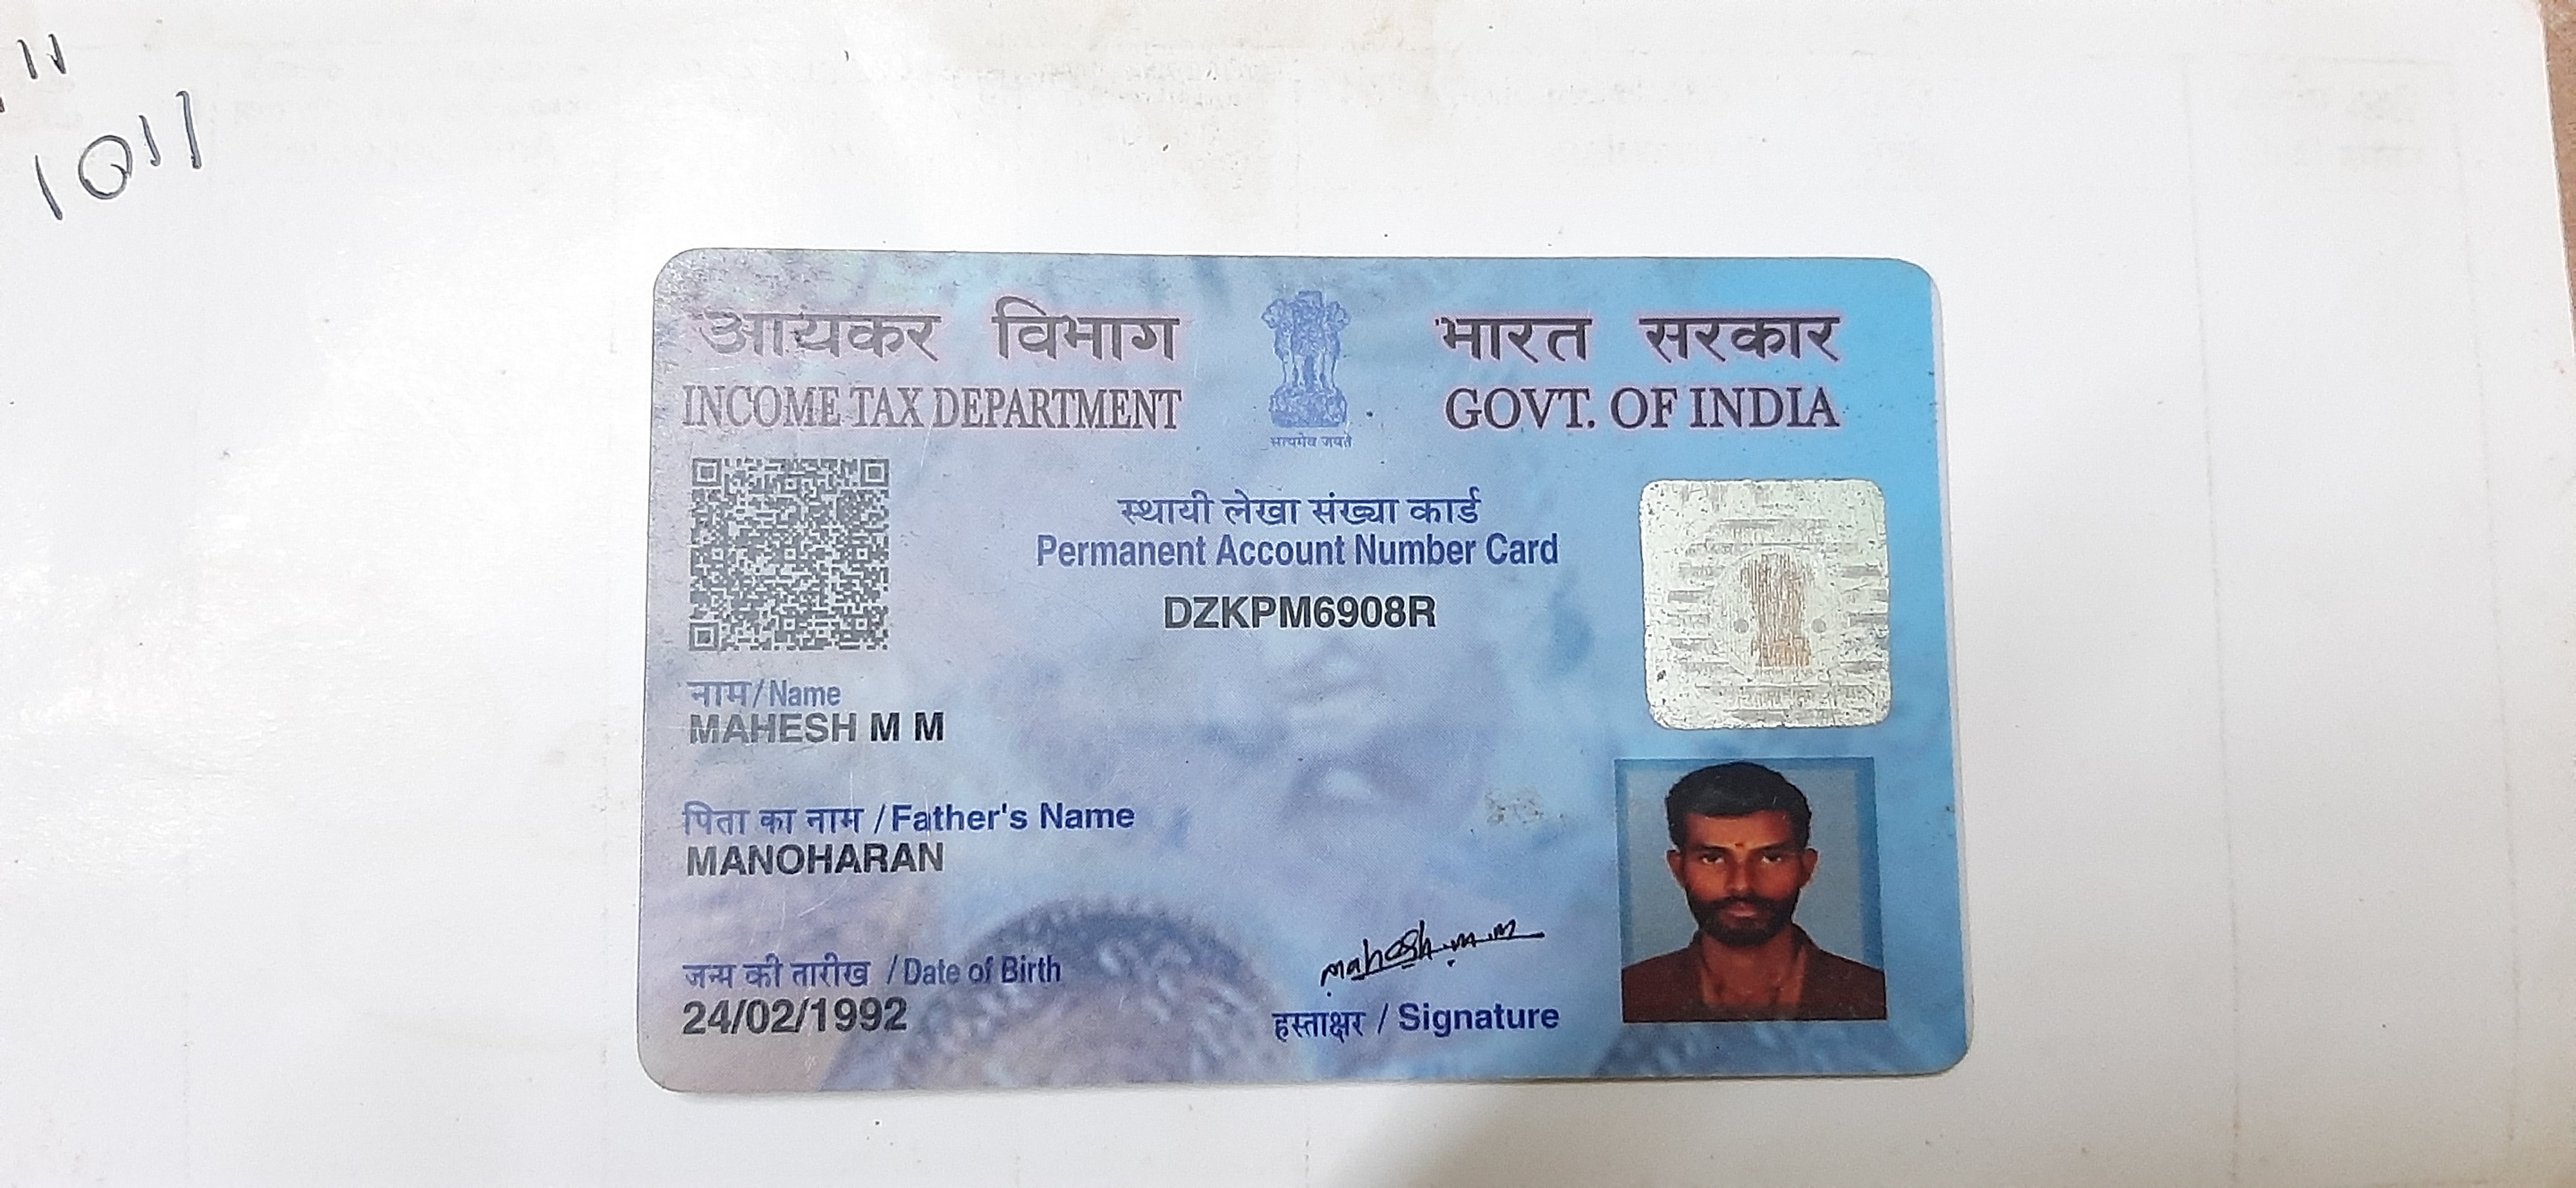 11
1011
आयकर विभाग
INCOME TAX DEPARTMENT
सत्यमेव जयते
भारत सरकार
GOVT. OF INDIA
स्थायी लेखा संख्या कार्ड
Permanent Account Number Card
DZKPM6908R
नाम/Name
MAHESH M M
पिता का नाम /Father's Name
MANOHARAN
जन्म की तारीख /Date of Birth
24/02/1992
mahesh.m.m
हस्ताक्षर / Signature